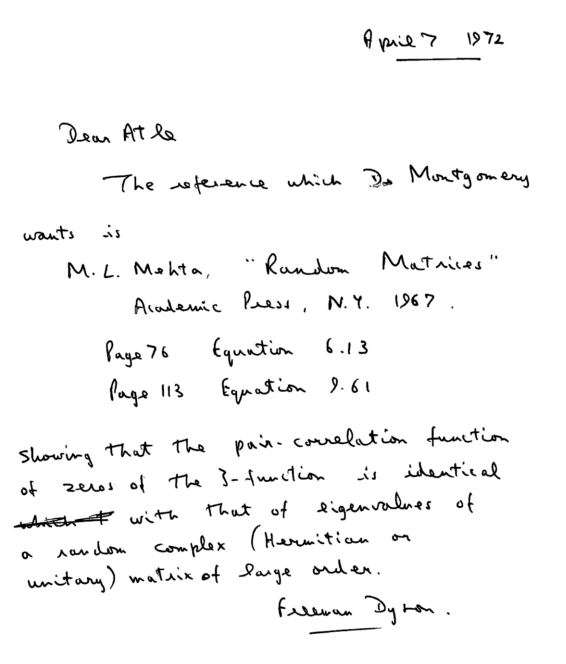 April 7 1972
Dear Atle
The reference which Dr Montgomery
wants is
M. L. Mehta, "Random Matrices"
Academic Press, N.Y. 1967.
Page 76 Equation 6.13
Page 113 Equation 9.61
Showing that the pair-correlation function
of zeros of the ζ-function is identical
with that of eigenvalues of
a random complex (Hermitian or
unitary) matrix of large order.
Freeman Dyson.